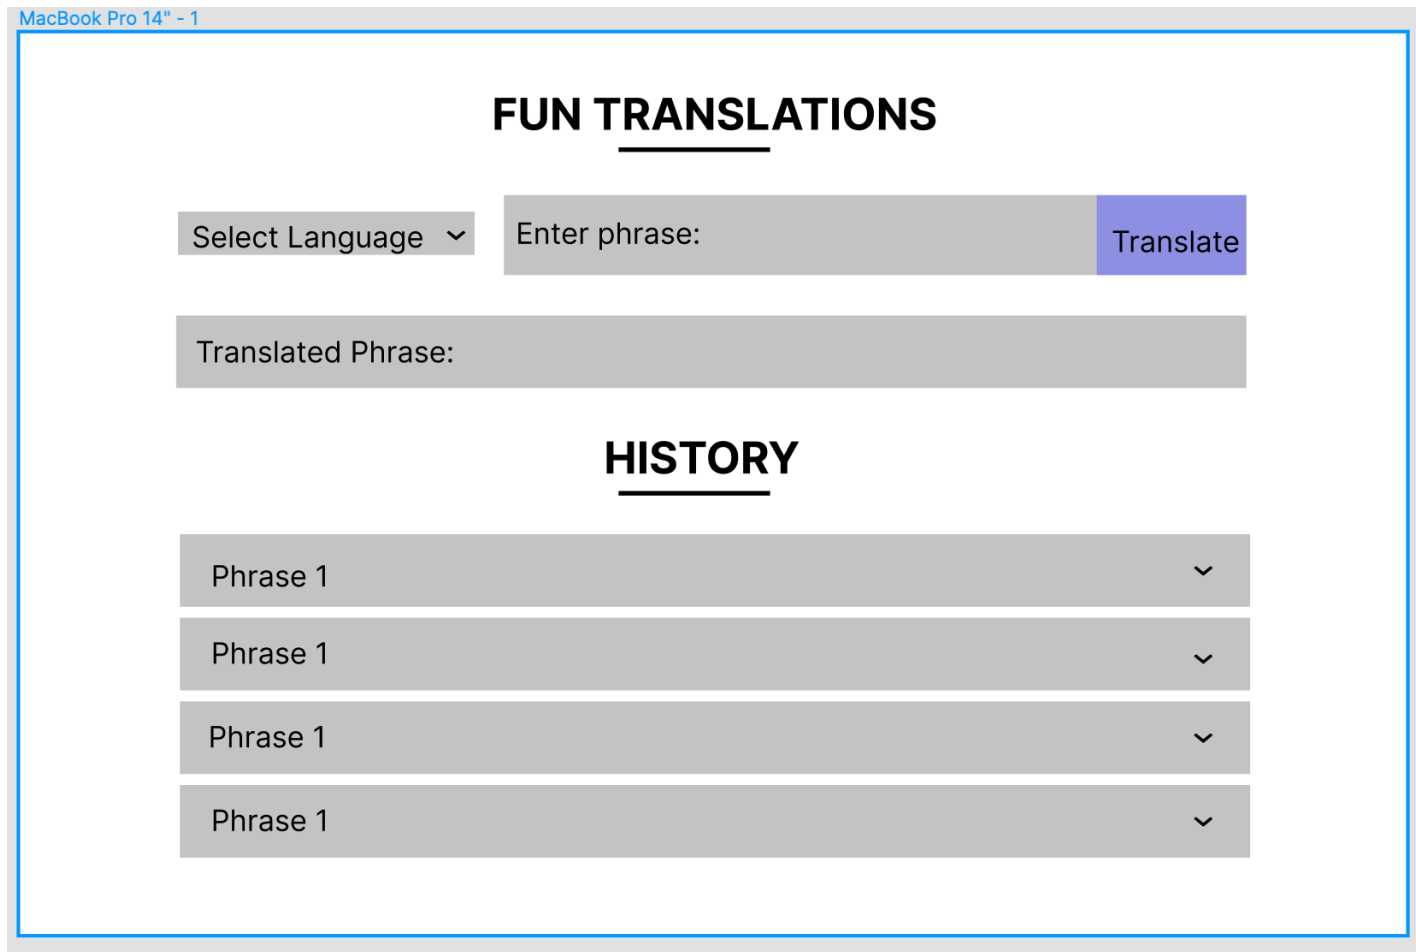 MacBook Pro 14" - 1
FUN TRANSLATIONS
Select Language
Enter phrase:
Translate
Translated Phrase:
HISTORY
Phrase 1
Phrase 1
Phrase 1
Phrase 1